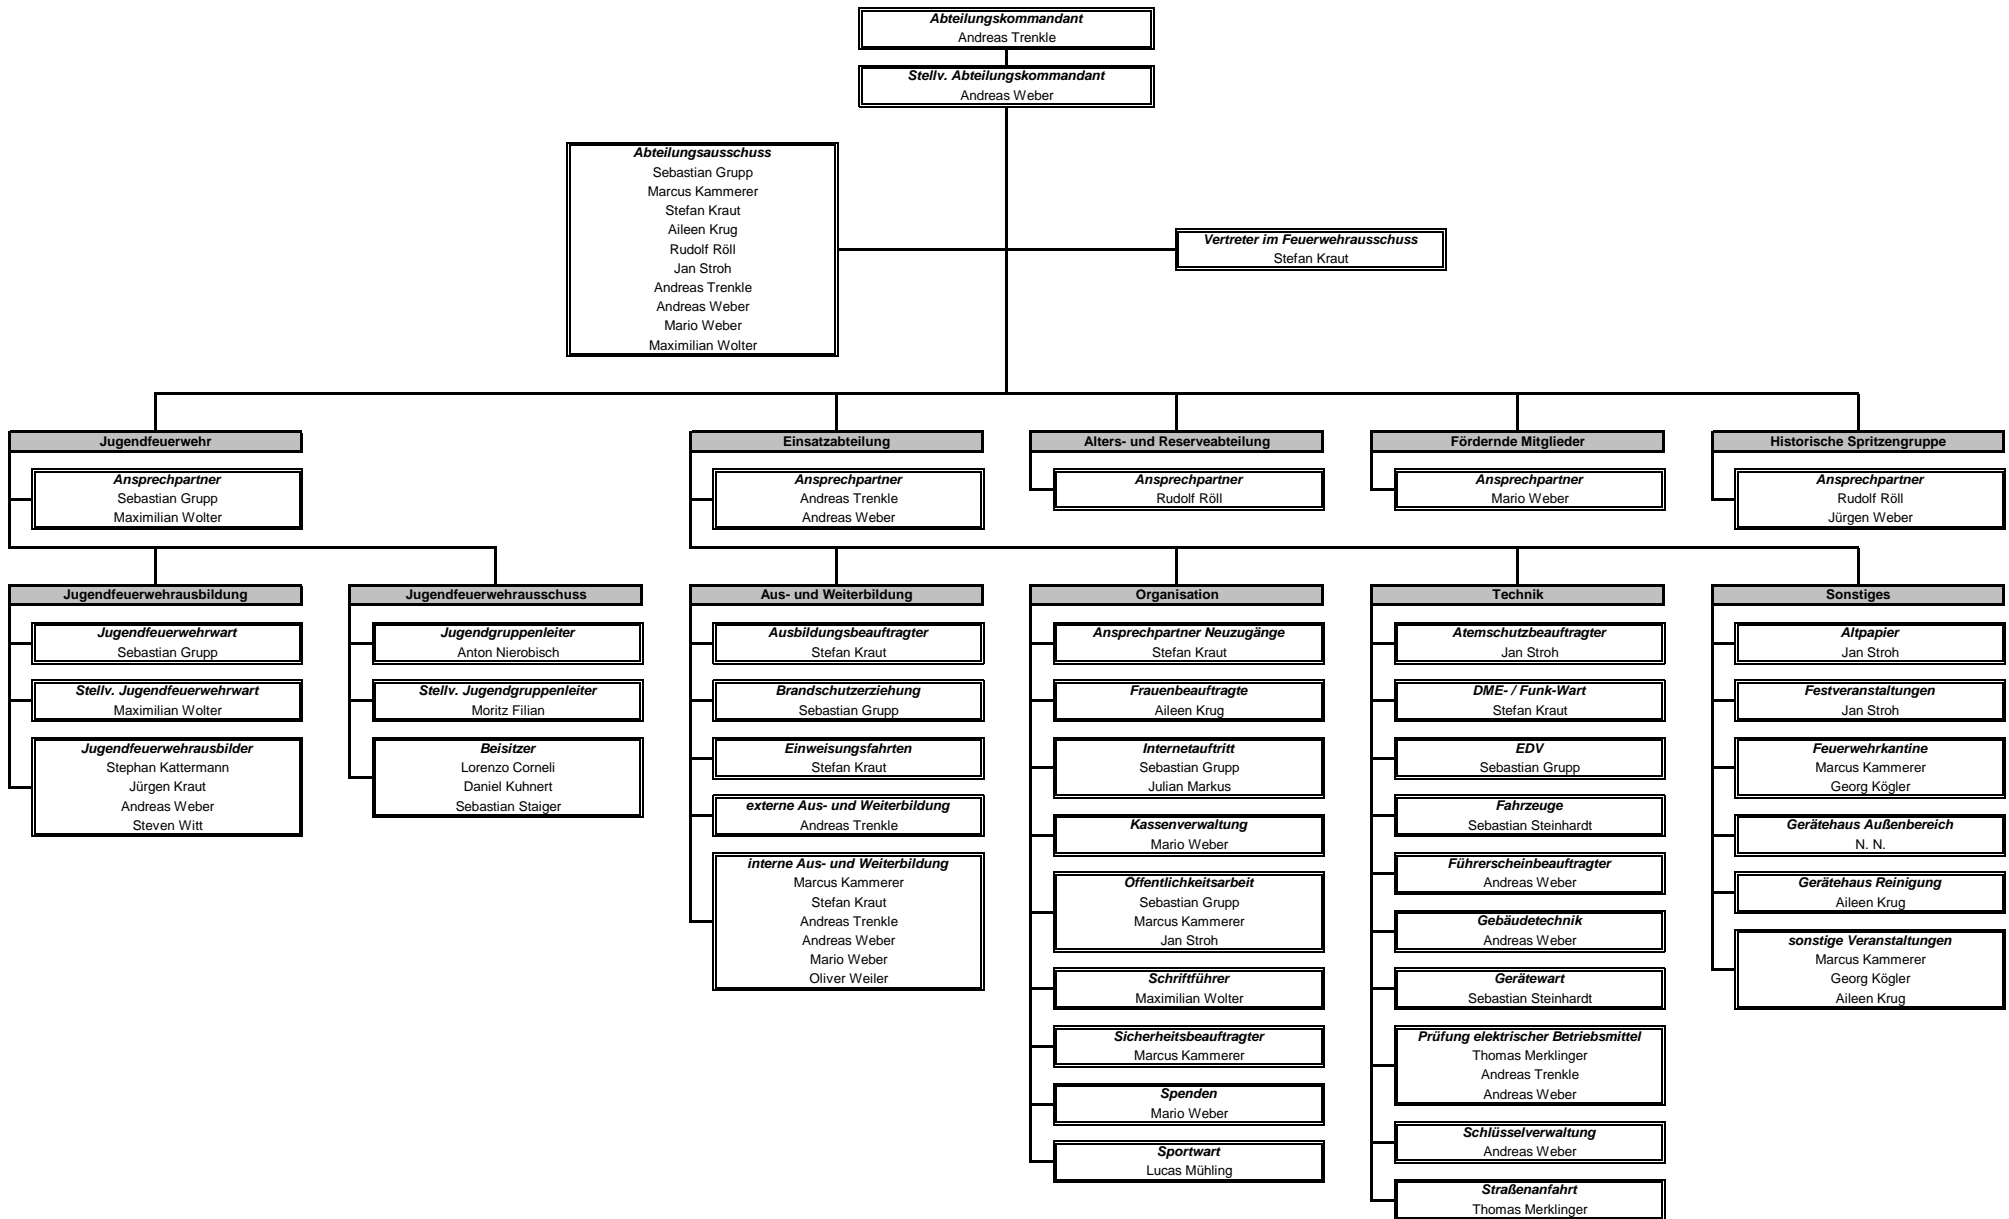 Abteilungskommandant
Andreas Trenkle
Stellv. Abteilungskommandant
Andreas Weber
Abteilungsausschuss
Sebastian Grupp
Marcus Kammerer
Stefan Kraut
Aileen Krug
Rudolf Röll
Jan Stroh
Andreas Trenkle
Andreas Weber
Mario Weber
Maximilian Wolter
Vertreter im Feuerwehrausschuss
Stefan Kraut
Jugendfeuerwehr
Ansprechpartner
Sebastian Grupp
Maximilian Wolter
Einsatzabteilung
Ansprechpartner
Andreas Trenkle
Andreas Weber
Alters- und Reserveabteilung
Ansprechpartner
Rudolf Röll
Fördernde Mitglieder
Ansprechpartner
Mario Weber
Historische Spritzengruppe
Ansprechpartner
Rudolf Röll
Jürgen Weber
Jugendfeuerwehrausbildung
Jugendfeuerwehrwart
Sebastian Grupp
Stellv. Jugendfeuerwehrwart
Maximilian Wolter
Jugendfeuerwehrausbilder
Stephan Kattermann
Jürgen Kraut
Andreas Weber
Steven Witt
Jugendfeuerwehrausschuss
Jugendgruppenleiter
Anton Nierobisch
Stellv. Jugendgruppenleiter
Moritz Filian
Beisitzer
Lorenzo Corneli
Daniel Kuhnert
Sebastian Staiger
Aus- und Weiterbildung
Ausbildungsbeauftragter
Stefan Kraut
Brandschutzerziehung
Sebastian Grupp
Einweisungsfahrten
Stefan Kraut
externe Aus- und Weiterbildung
Andreas Trenkle
interne Aus- und Weiterbildung
Marcus Kammerer
Stefan Kraut
Andreas Trenkle
Andreas Weber
Mario Weber
Oliver Weiler
Organisation
Ansprechpartner Neuzugänge
Stefan Kraut
Frauenbeauftragte
Aileen Krug
Internetauftritt
Sebastian Grupp
Julian Markus
Kassenverwaltung
Mario Weber
Öffentlichkeitsarbeit
Sebastian Grupp
Marcus Kammerer
Jan Stroh
Schriftführer
Maximilian Wolter
Sicherheitsbeauftragter
Marcus Kammerer
Spenden
Mario Weber
Sportwart
Lucas Mühling
Technik
Atemschutzbeauftragter
Jan Stroh
DME- / Funk-Wart
Stefan Kraut
EDV
Sebastian Grupp
Fahrzeuge
Sebastian Steinhardt
Führerscheinbeauftragter
Andreas Weber
Gebäudetechnik
Andreas Weber
Gerätewart
Sebastian Steinhardt
Prüfung elektrischer Betriebsmittel
Thomas Merklinger
Andreas Trenkle
Andreas Weber
Schlüsselverwaltung
Andreas Weber
Straßenanfahrt
Thomas Merklinger
Sonstiges
Altpapier
Jan Stroh
Festveranstaltungen
Jan Stroh
Feuerwehrkantine
Marcus Kammerer
Georg Kögler
Gerätehaus Außenbereich
N. N.
Gerätehaus Reinigung
Aileen Krug
sonstige Veranstaltungen
Marcus Kammerer
Georg Kögler
Aileen Krug